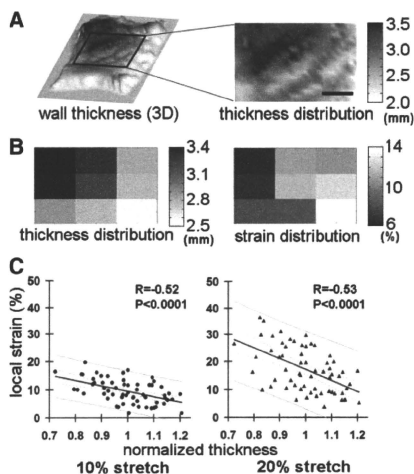 A
wall thickness (3D)
thickness distribution
3.5
3.0
2.5
2.0
(mm)
B
thickness distribution
3.4
3.1
2.8
2.5
(mm)
strain distribution
14
10
6
(%)
C
local strain (%)
50
40
30
20
10
0
R=-0.52
P<0.0001
0.7 0.8 0.9 1 1.1 1.2
50
40
30
20
10
0
R=-0.53
P<0.0001
0.7 0.8 0.9 1 1.1 1.2
normalized thickness
10% stretch
20% stretch